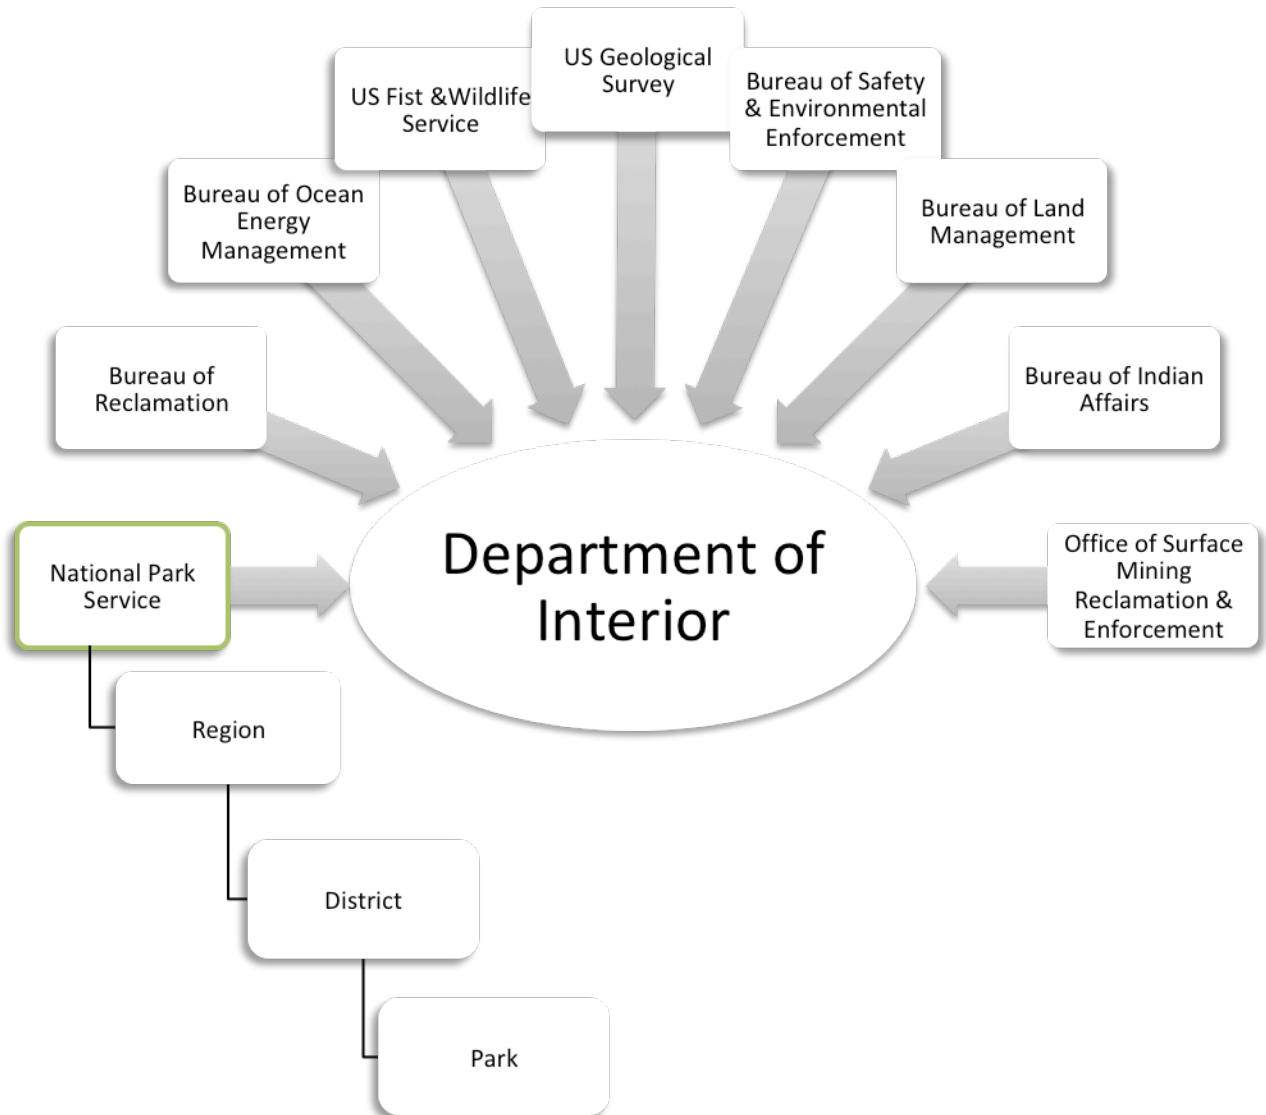 US Geological
Survey
US Fist &Wildlife
Service
Bureau of Safety
& Environmental
Enforcement
Bureau of Ocean
Energy
Management
Bureau of Land
Management
Bureau of
Reclamation
Bureau of Indian
Affairs
National Park
Service
Department of
Interior
Office of Surface
Mining
Reclamation &
Enforcement
Region
District
Park